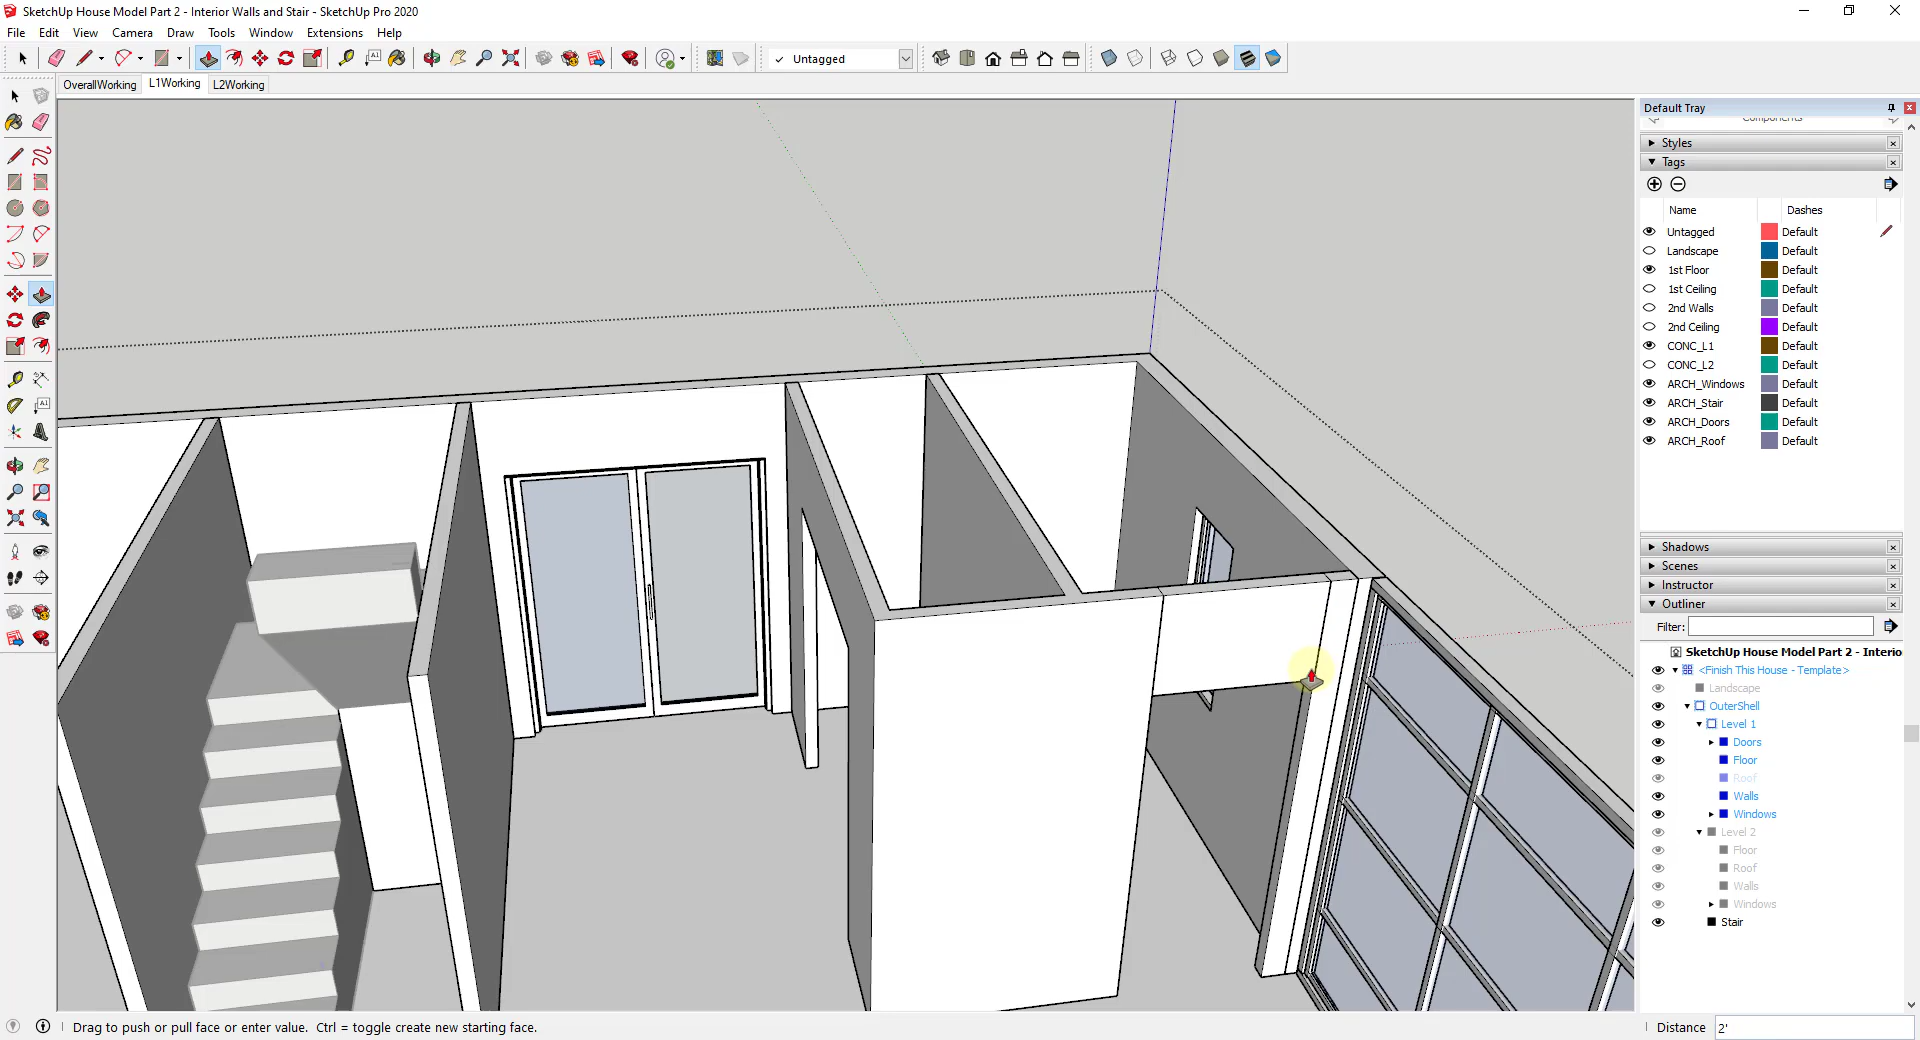 SketchUp House Model Part 2 - Interior Walls and Stair - SketchUp Pro 2020
File Edit View Camera Draw Tools Window Extensions Help
Untagged
OverallWorking L1Working L2Working
Default Tray
Components
Styles
Tags
Name Dashes
Untagged Default
Landscape Default
1st Floor Default
1st Ceiling Default
2nd Walls Default
2nd Ceiling Default
CONC_L1 Default
CONC_L2 Default
ARCH_Windows Default
ARCH_Stair Default
ARCH_Doors Default
ARCH_Roof Default
Shadows
Scenes
Instructor
Outliner
Filter:
SketchUp House Model Part 2 - Interio
<Finish This House - Template>
Landscape
OuterShell
Level 1
Doors
Floor
Roof
Walls
Windows
Level 2
Floor
Roof
Walls
Windows
Stair
Drag to push or pull face or enter value. Ctrl = toggle create new starting face.
Distance 2'